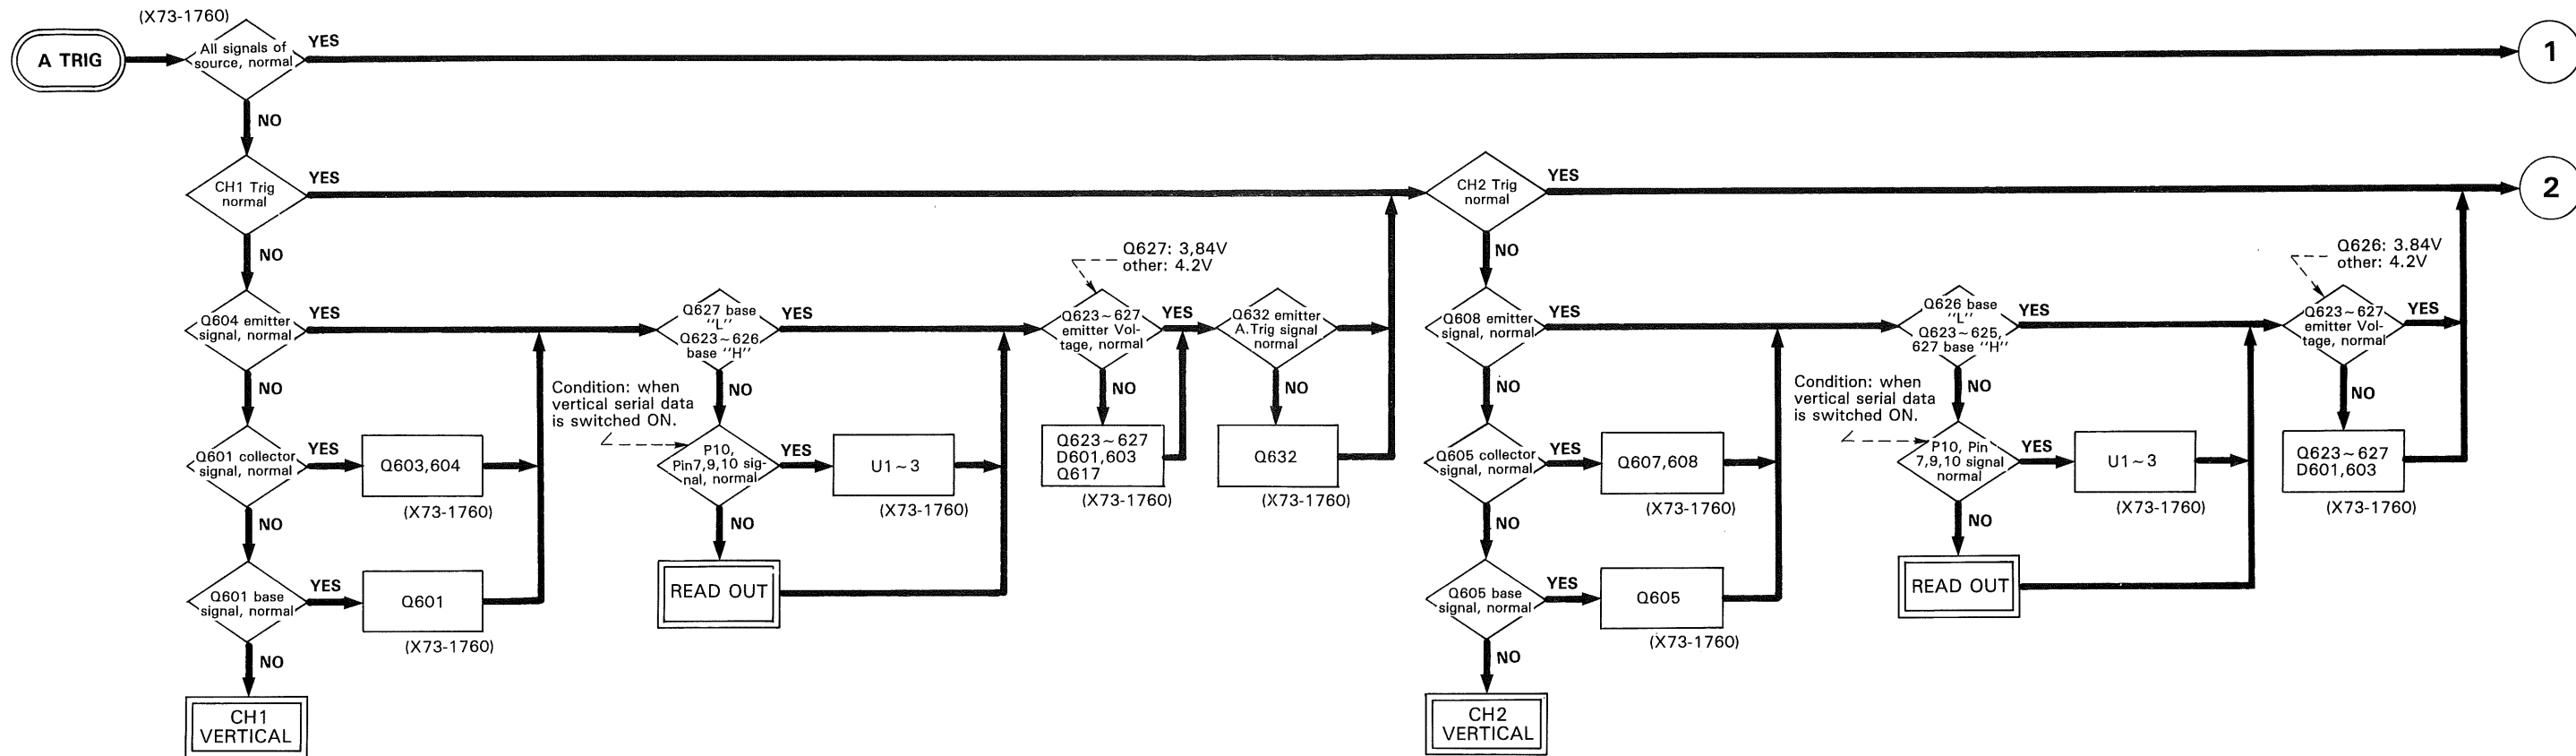 (X73-1760)
A TRIG
All signals of
source, normal
YES
1
NO
CH1 Trig
normal
YES
CH2 Trig
normal
YES
2
NO
Q604 emitter
signal, normal
YES
Q627 base
"L"
Q623~626
base "H"
YES
Q627: 3,84V
other: 4.2V
Q623~627
emitter Vol-
tage, normal
YES
Q632 emitter
A.Trig signal
normal
NO
Q601 collector
signal, normal
YES
Q603,604
(X73-1760)
NO
Condition: when
vertical serial data
is switched ON.
P10,
Pin7,9,10 sig-
nal, normal
YES
U1~3
(X73-1760)
NO
Q623~627
D601,603
Q617
(X73-1760)
NO
Q632
(X73-1760)
NO
Q601 base
signal, normal
YES
Q601
(X73-1760)
NO
READ OUT
NO
CH1
VERTICAL
NO
Q608 emitter
signal, normal
YES
Q626 base
"L"
Q623~625,
627 base "H"
YES
Q626: 3.84V
other: 4.2V
Q623~627
emitter Vol-
tage, normal
YES
NO
Q605 collector
signal, normal
YES
Q607,608
(X73-1760)
NO
Condition: when
vertical serial data
is switched ON.
P10, Pin
7,9,10 signal
normal
YES
U1~3
(X73-1760)
NO
Q623~627
D601,603
(X73-1760)
NO
Q605 base
signal, normal
YES
Q605
(X73-1760)
NO
READ OUT
NO
CH2
VERTICAL